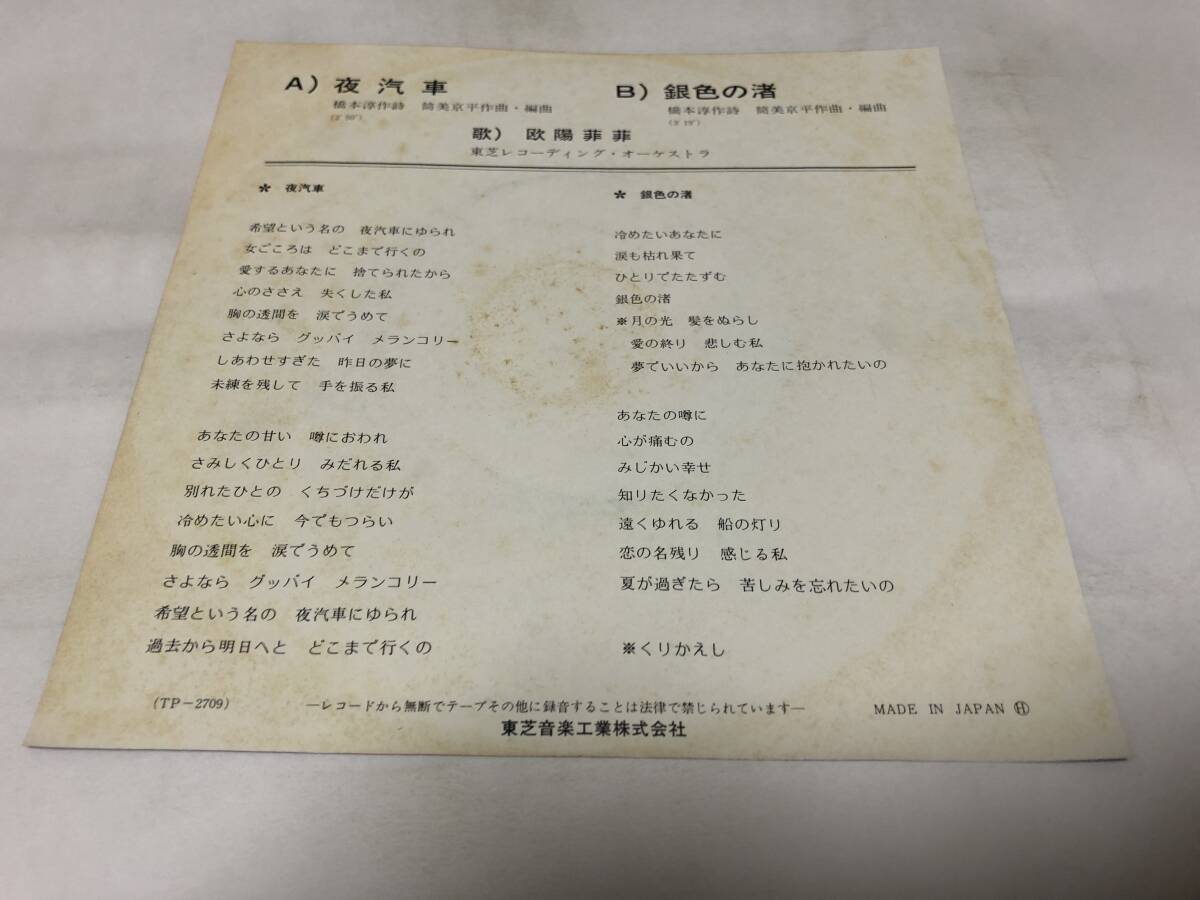 A) 夜汽車
橋本淳作詩 筒美京平作曲・編曲
B) 銀色の渚
橋本淳作詩 筒美京平作曲・編曲
(3'19")
歌) 欧陽菲菲
東芝レコーディング・オーケストラ
＊ 夜汽車
希望という名の 夜汽車にゆられ
女ごころは どこまで行くの
愛するあなたに 捨てられたから
心のささえ 失くした私
胸の透間を 涙でうめて
さよなら グッバイ メランコリー
しあわせすぎた 昨日の夢に
未練を残して 手を振る私
あなたの甘い 噂におわれ
さみしくひとり みだれる私
別れたひとの くちづけだけが
冷めたい心に 今でもつらい
胸の透間を 涙でうめて
さよなら グッバイ メランコリー
希望という名の 夜汽車にゆられ
過去から明日へと どこまで行くの
＊ 銀色の渚
冷めたいあなたに
涙も枯れ果て
ひとりでたたずむ
銀色の渚
※月の光 髪をぬらし
愛の終り 悲しむ私
夢でいいから あなたに抱かれたいの
あなたの噂に
心が痛むの
みじかい幸せ
知りたくなかった
遠くゆれる 船の灯り
恋の名残り 感じる私
夏が過ぎたら 苦しみを忘れたいの
※くりかえし
(TP-2709)
―レコードから無断でテープその他に録音することは法律で禁じられています―
MADE IN JAPAN Ⓗ
東芝音楽工業株式会社